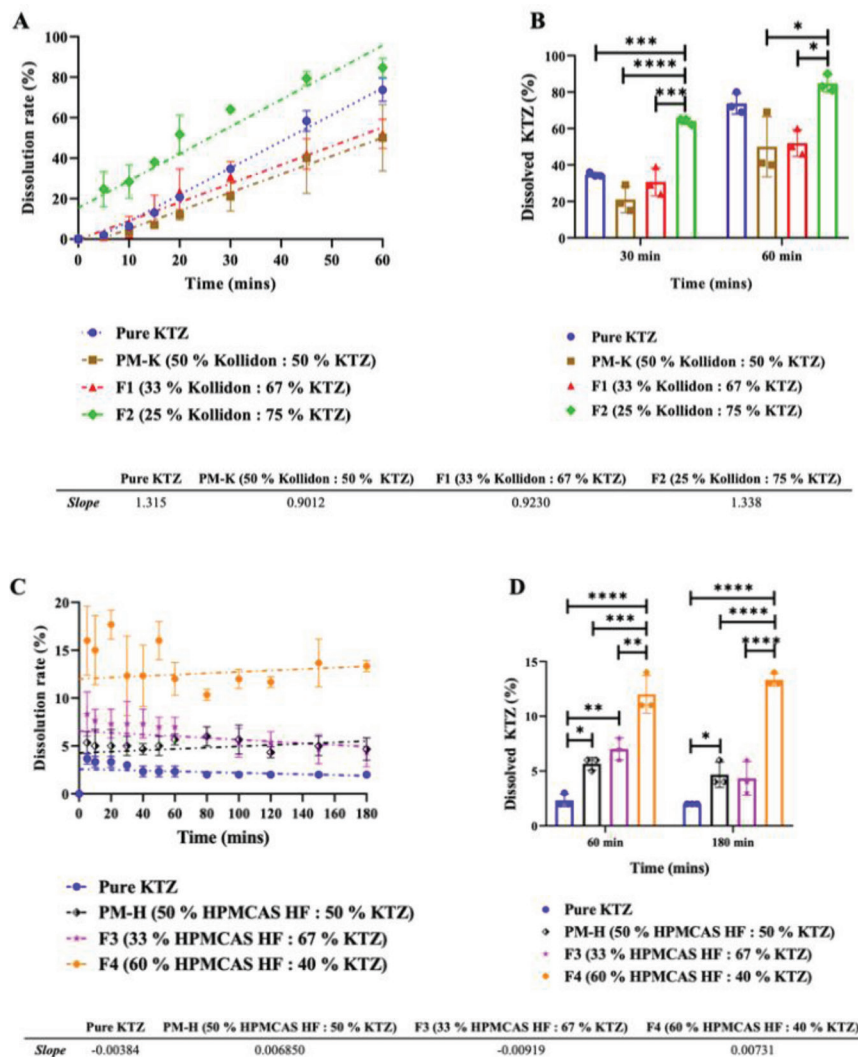 A
B
Dissolution rate (%)
80
60
40
20
0
0 10 20 30 40 50 60
Time (mins)
Dissolved KTZ (%)
100
80
60
40
20
0
*
***
*
****
***
30 min 60 min
Time (mins)
Pure KTZ
PM-K (50 % Kollidon : 50 % KTZ)
F1 (33 % Kollidon : 67 % KTZ)
F2 (25 % Kollidon : 75 % KTZ)
Pure KTZ
PM-K (50 % Kollidon : 50 % KTZ)
F1 (33 % Kollidon : 67 % KTZ)
F2 (25 % Kollidon : 75 % KTZ)
Pure KTZ PM-K (50 % Kollidon : 50 % KTZ) F1 (33 % Kollidon : 67 % KTZ) F2 (25 % Kollidon : 75 % KTZ)
Slope 1.315 0.9012 0.9230 1.338
C
D
Dissolution rate (%)
20
15
10
5
0
0 20 40 60 80 100 120 140 160 180
Time (mins)
Dissolved KTZ (%)
15
10
5
0
**** ****
*** ****
** ****
**
* *
60 min 180 min
Time (mins)
Pure KTZ
PM-H (50 % HPMCAS HF : 50 % KTZ)
F3 (33 % HPMCAS HF : 67 % KTZ)
F4 (60 % HPMCAS HF : 40 % KTZ)
Pure KTZ
PM-H (50 % HPMCAS HF : 50 % KTZ)
F3 (33 % HPMCAS HF : 67 % KTZ)
F4 (60 % HPMCAS HF : 40 % KTZ)
Pure KTZ PM-H (50 % HPMCAS HF : 50 % KTZ) F3 (33 % HPMCAS HF : 67 % KTZ) F4 (60 % HPMCAS HF : 40 % KTZ)
Slope -0.00384 0.006850 -0.00919 0.00731